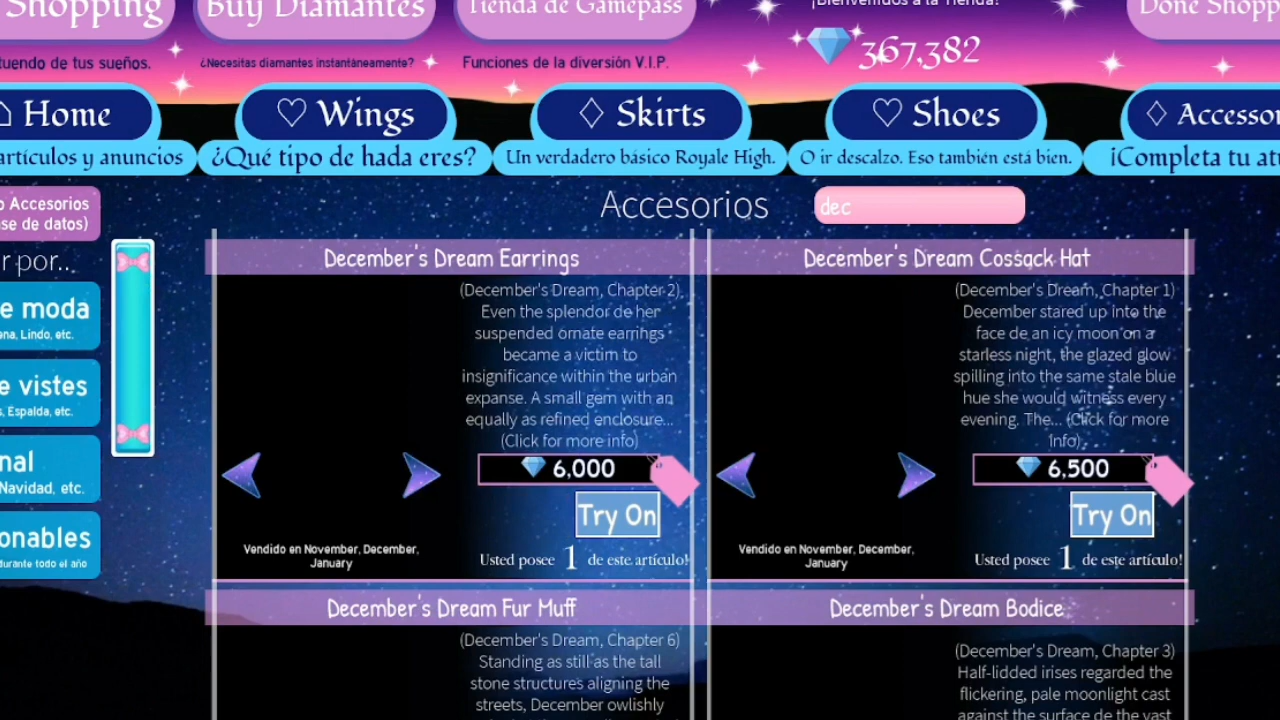 Shopping
Buy Diamantes
Tienda de Gamepass
¡Bienvenidos a la Tienda!
Done Shopp
367,382
tuendo de tus sueños.
¿Necesitas diamantes instantáneamente?
Funciones de la diversión V.I.P.
Home
♡ Wings
♢ Skirts
♡ Shoes
♢ Accessor
artículos y anuncios
¿Qué tipo de hada eres?
Un verdadero básico Royale High.
O ir descalzo. Eso también está bien.
¡Completa tu at
o Accesorios
se de datos)
r por...
e moda
ena, Lindo, etc.
e vistes
s, Espalda, etc.
nal
Navidad, etc.
onables
durante todo el año
Accesorios
dec
December's Dream Earrings
(December's Dream, Chapter 2)
Even the splendor de her
suspended ornate earrings
became a victim to
insignificance within the urban
expanse. A small gem with an
equally as refined enclosure...
(Click for more info)
6,000
Try On
Vendido en November, December,
January
Usted posee 1 de este artículo!
December's Dream Cossack Hat
(December's Dream, Chapter 1)
December stared up into the
face de an icy moon on a
starless night, the glazed glow
spilling into the same stale blue
hue she would witness every
evening. The... (Click for more
info)
6,500
Try On
Vendido en November, December,
January
Usted posee 1 de este artículo!
December's Dream Fur Muff
(December's Dream, Chapter 6)
Standing as still as the tall
stone structures aligning the
streets, December owlishly
December's Dream Bodice
(December's Dream, Chapter 3)
Half-lidded irises regarded the
flickering, pale moonlight cast
against the surface de the vast